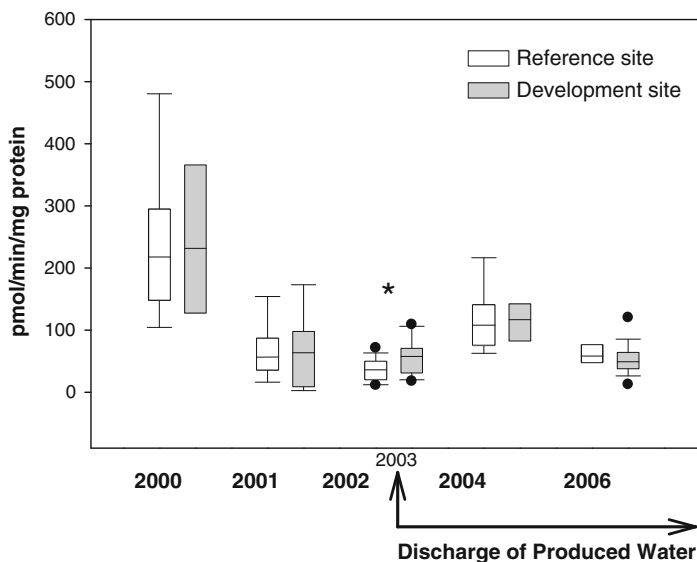 600
500
400
300
200
100
0
pmol/min/mg protein
Reference site
Development site
*
2003
2000 2001 2002 2004 2006
Discharge of Produced Water